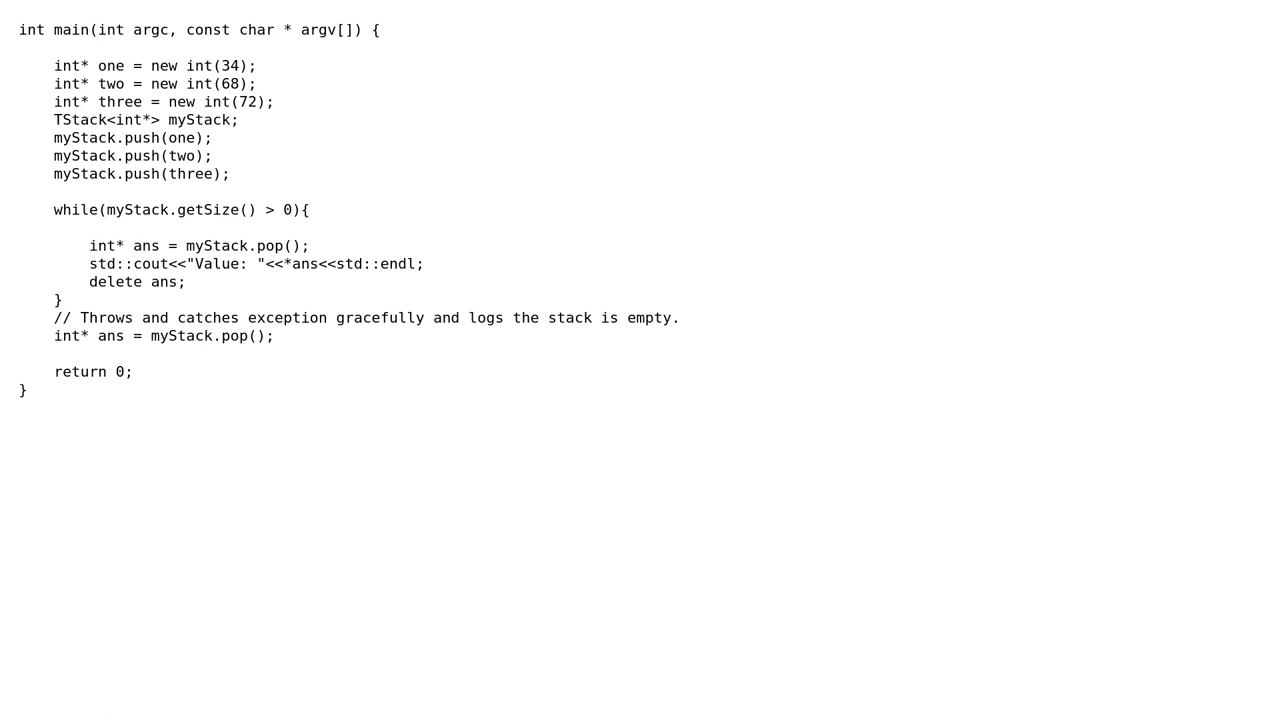 int main(int argc, const char * argv[]) {
    int* one = new int(34);
    int* two = new int(68);
    int* three = new int(72);
    TStack<int*> myStack;
    myStack.push(one);
    myStack.push(two);
    myStack.push(three);
    while(myStack.getSize() > 0){
        int* ans = myStack.pop();
        std::cout<<"Value: "<<*ans<<std::endl;
        delete ans;
    }
    // Throws and catches exception gracefully and logs the stack is empty.
    int* ans = myStack.pop();
    return 0;
}